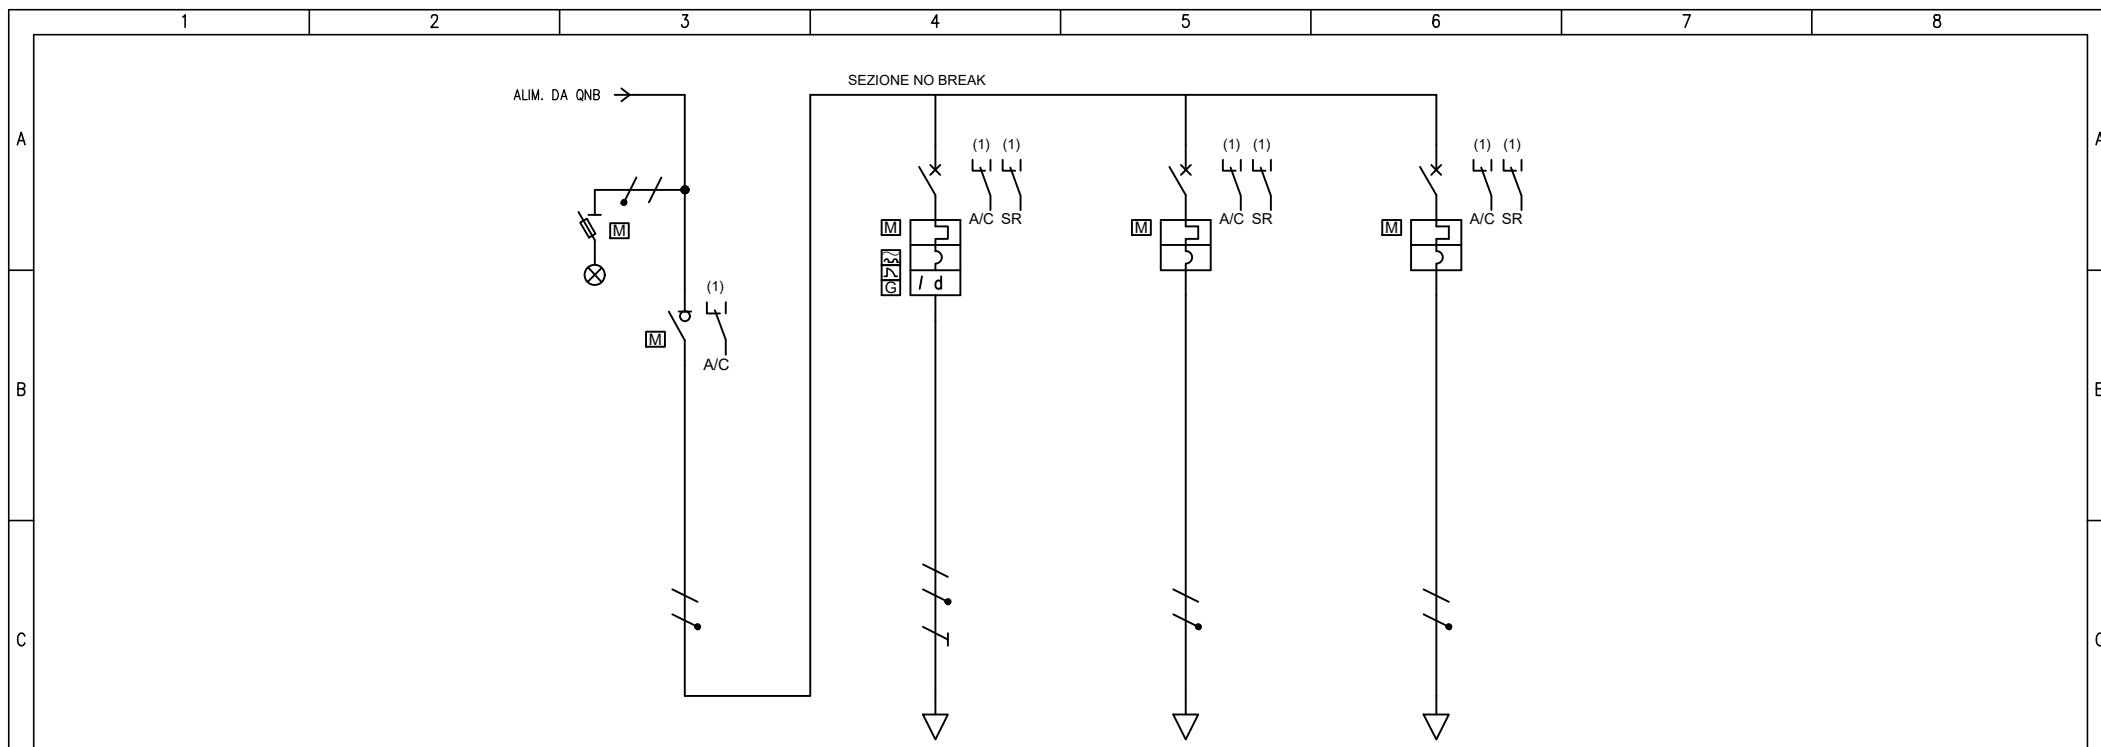 1 2 3 4 5 6 7 8
SEZIONE NO BREAK
ALIM. DA QNB
A A
(1) (1) (1) (1) (1) (1)
A/C SR A/C SR A/C SR
M M M M
G I d
(1)
M
A/C
B B
C C